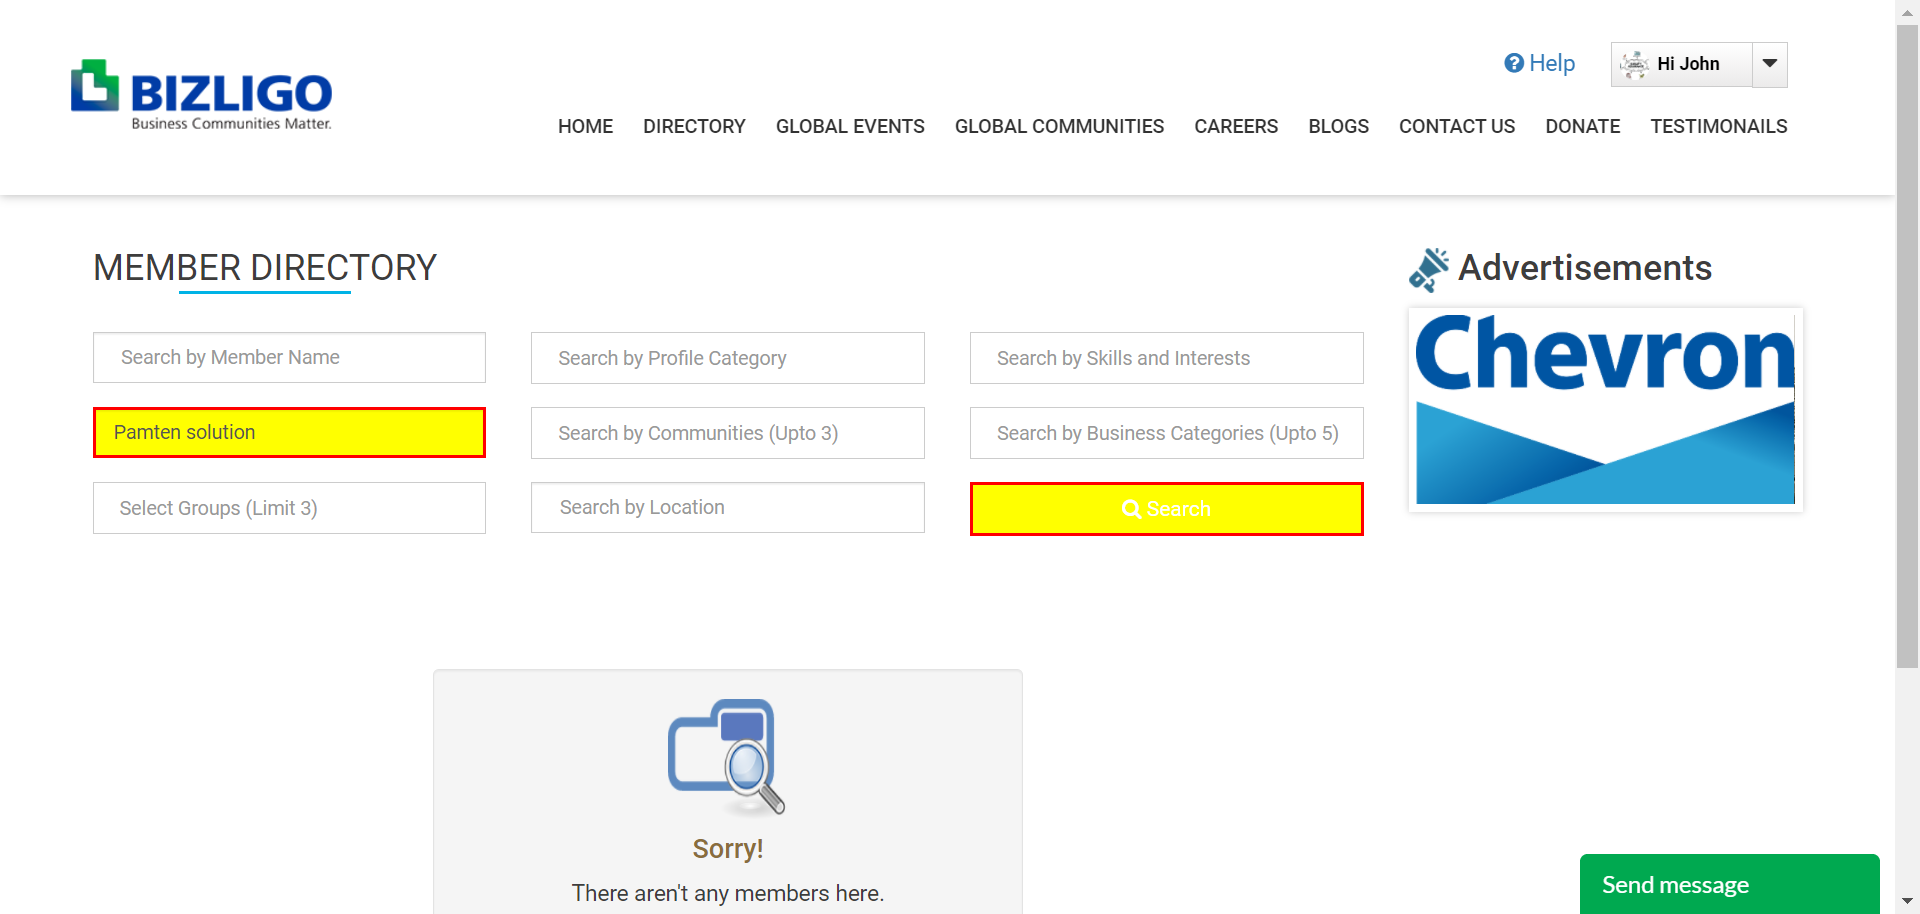 BIZLIGO
Business Communities Matter.
Help
Hi John
HOME DIRECTORY GLOBAL EVENTS GLOBAL COMMUNITIES CAREERS BLOGS CONTACT US DONATE TESTIMONAILS
MEMBER DIRECTORY
Advertisements
Search by Member Name
Search by Profile Category
Search by Skills and Interests
Chevron
Pamten solution
Search by Communities (Upto 3)
Search by Business Categories (Upto 5)
Select Groups (Limit 3)
Search by Location
Search
Sorry!
There aren't any members here.
Send message